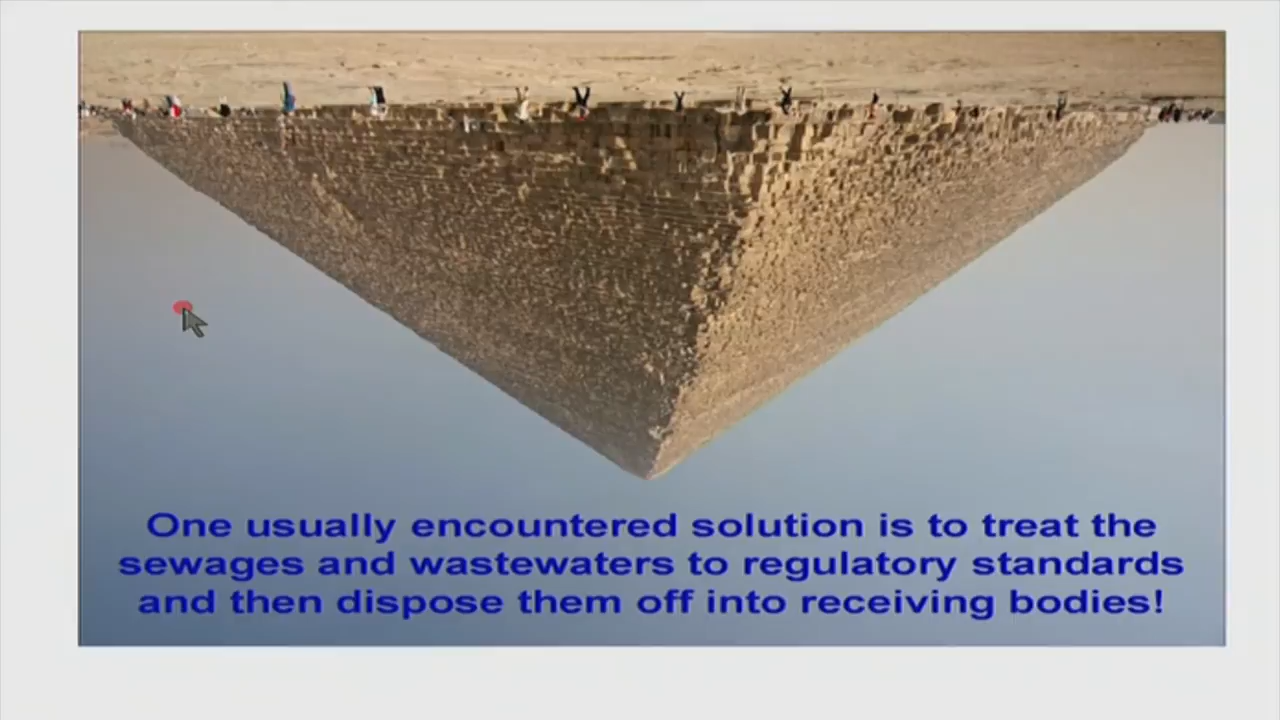 One usually encountered solution is to treat the
sewages and wastewaters to regulatory standards
and then dispose them off into receiving bodies!